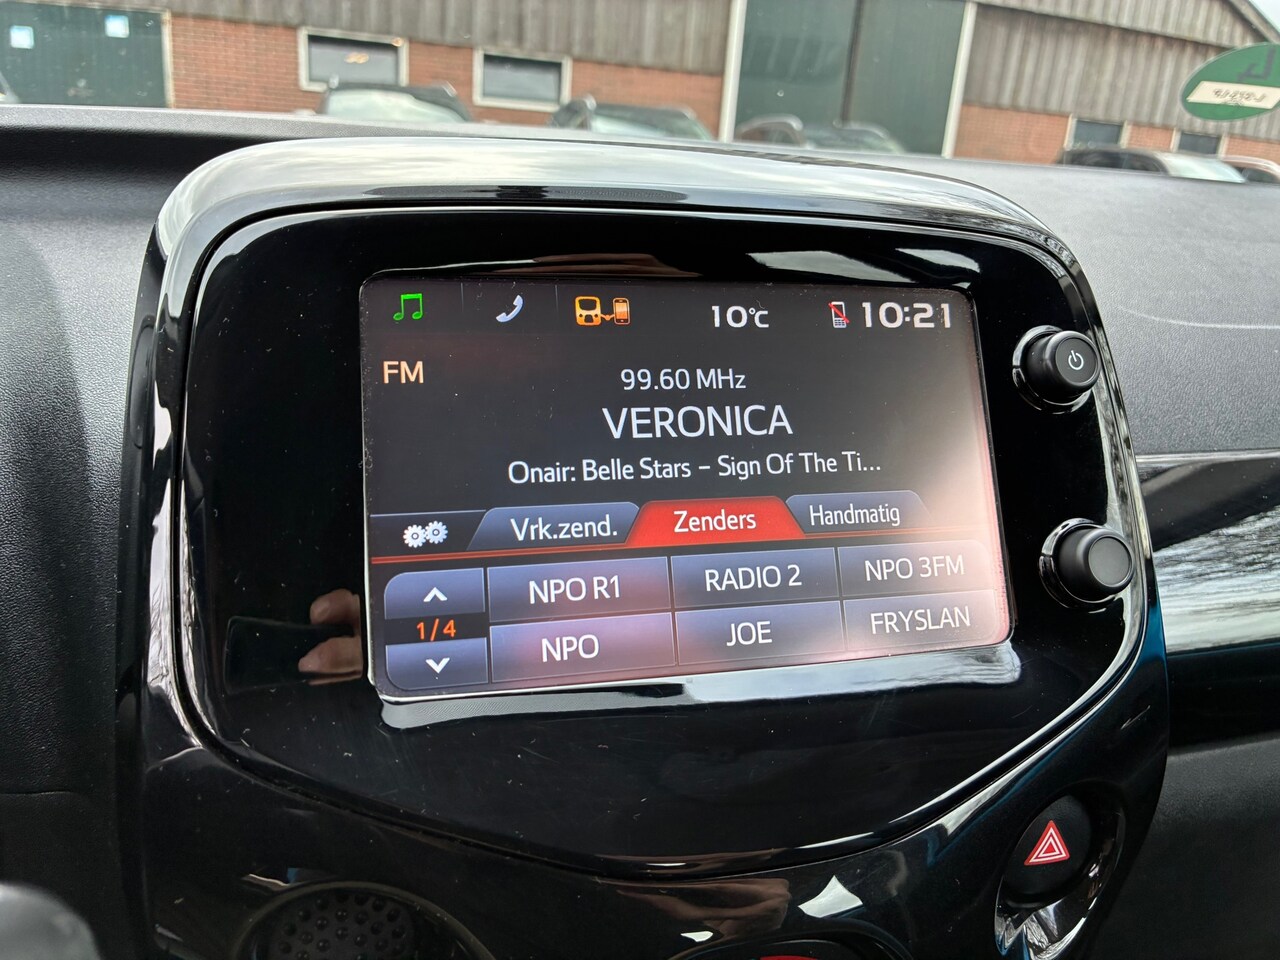 10°C
10:21
FM
99.60 MHz
VERONICA
Onair: Belle Stars - Sign Of The Ti...
Vrk.zend.
Zenders
Handmatig
NPO R1
RADIO 2
NPO 3FM
1/4
NPO
JOE
FRYSLAN